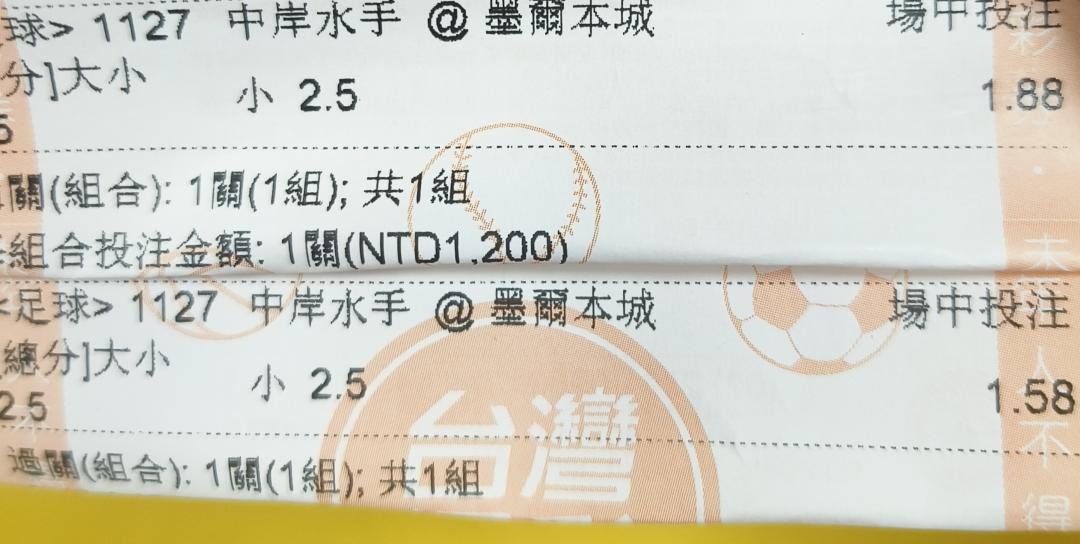 球> 1127 中岸水手 @ 墨爾本城 場中投注
分]大小 小 2.5 1.88
5
關(組合): 1關(1組); 共1組
組合投注金額: 1關(NTD1,200)
<足球> 1127 中岸水手 @ 墨爾本城 場中投注
總分]大小 小 2.5 1.58
2.5
過關(組合): 1關(1組); 共1組
台灣
未
人
不
得